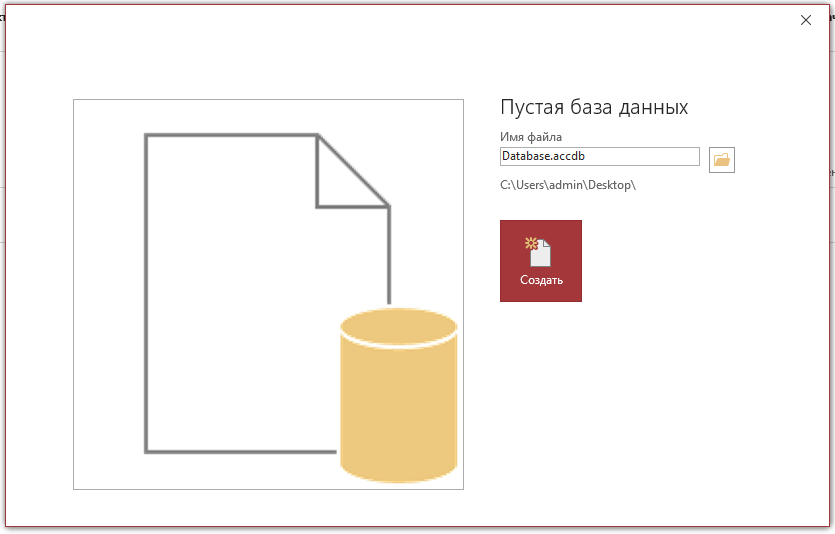 Пустая база данных
Имя файла
Database.accdb
C:\Users\admin\Desktop\
Создать